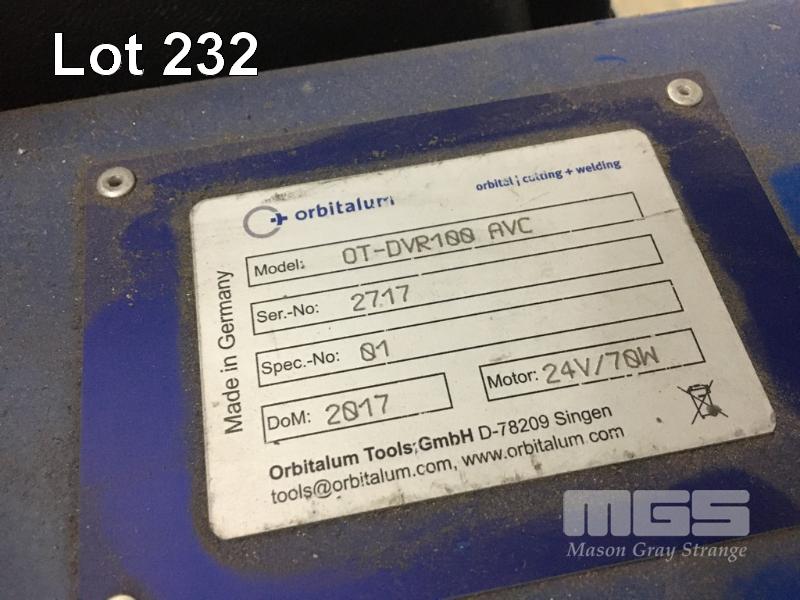 Lot 232
orbitalum
orbital ; cutting + welding
Made in Germany
Model: OT-DVR100 AVC
Ser.-No: 2717
Spec.-No: 01
DoM: 2017
Motor: 24V/70W
Orbitalum Tools GmbH D-78209 Singen
tools@orbitalum.com, www.orbitalum.com
MGS
Mason Gray Strange